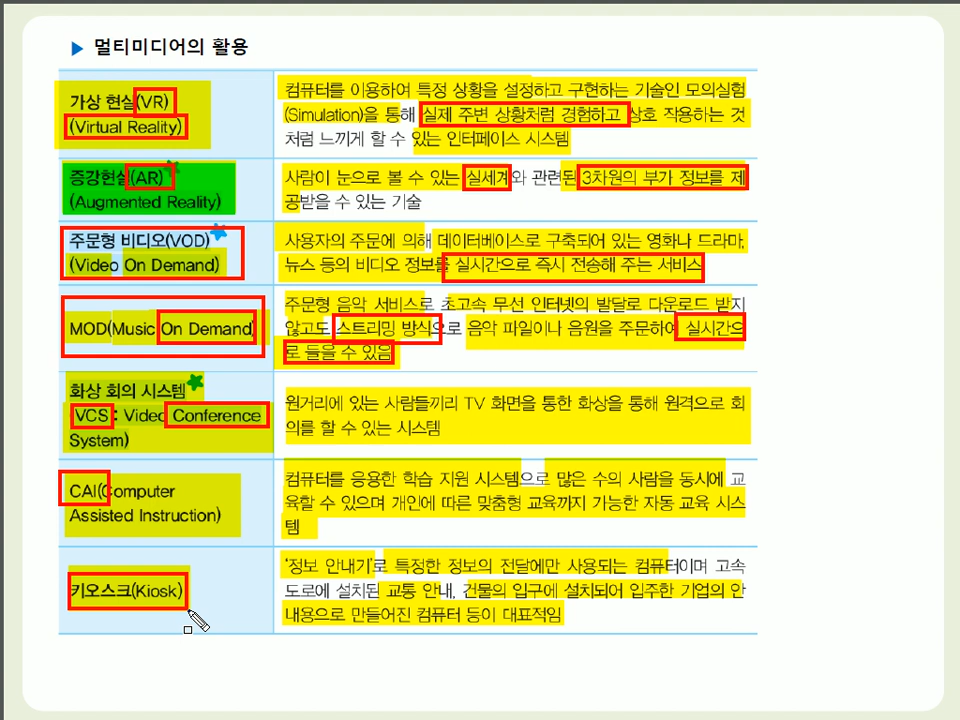 ▶ 멀티미디어의 활용
가상 현실(VR)
(Virtual Reality)
컴퓨터를 이용하여 특정 상황을 설정하고 구현하는 기술인 모의실험
(Simulation)을 통해 실제 주변 상황처럼 경험하고 상호 작용하는 것
처럼 느끼게 할 수 있는 인터페이스 시스템
증강현실(AR)
(Augmented Reality)
사람이 눈으로 볼 수 있는 실세계와 관련된 3차원의 부가 정보를 제
공받을 수 있는 기술
주문형 비디오(VOD)
(Video On Demand)
사용자의 주문에 의해 데이터베이스로 구축되어 있는 영화나 드라마,
뉴스 등의 비디오 정보를 실시간으로 즉시 전송해 주는 서비스
MOD(Music On Demand)
주문형 음악 서비스로 초고속 무선 인터넷의 발달로 다운로드 받지
않고도 스트리밍 방식으로 음악 파일이나 음원을 주문하여 실시간으
로 들을 수 있음
화상 회의 시스템
(VCS : Video Conference
System)
원거리에 있는 사람들끼리 TV 화면을 통한 화상을 통해 원격으로 회
의를 할 수 있는 시스템
CAI(Computer
Assisted Instruction)
컴퓨터를 응용한 학습 지원 시스템으로 많은 수의 사람을 동시에 교
육할 수 있으며 개인에 따른 맞춤형 교육까지 가능한 자동 교육 시스
템
키오스크(Kiosk)
'정보 안내기'로 특정한 정보의 전달에만 사용되는 컴퓨터이며 고속
도로에 설치된 교통 안내, 건물의 입구에 설치되어 입주한 기업의 안
내용으로 만들어진 컴퓨터 등이 대표적임